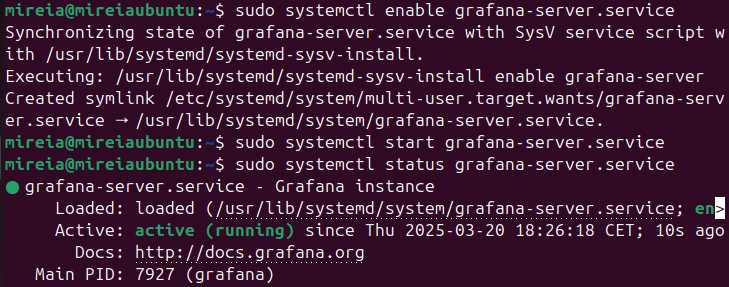 mireia@mireiaubuntu:~$ sudo systemctl enable grafana-server.service
Synchronizing state of grafana-server.service with SysV service script w
ith /usr/lib/systemd/systemd-sysv-install.
Executing: /usr/lib/systemd/systemd-sysv-install enable grafana-server
Created symlink /etc/systemd/system/multi-user.target.wants/grafana-serv
er.service → /usr/lib/systemd/system/grafana-server.service.
mireia@mireiaubuntu:~$ sudo systemctl start grafana-server.service
mireia@mireiaubuntu:~$ sudo systemctl status grafana-server.service
● grafana-server.service - Grafana instance
     Loaded: loaded (/usr/lib/systemd/system/grafana-server.service; en>
     Active: active (running) since Thu 2025-03-20 18:26:18 CET; 10s ago
       Docs: http://docs.grafana.org
   Main PID: 7927 (grafana)